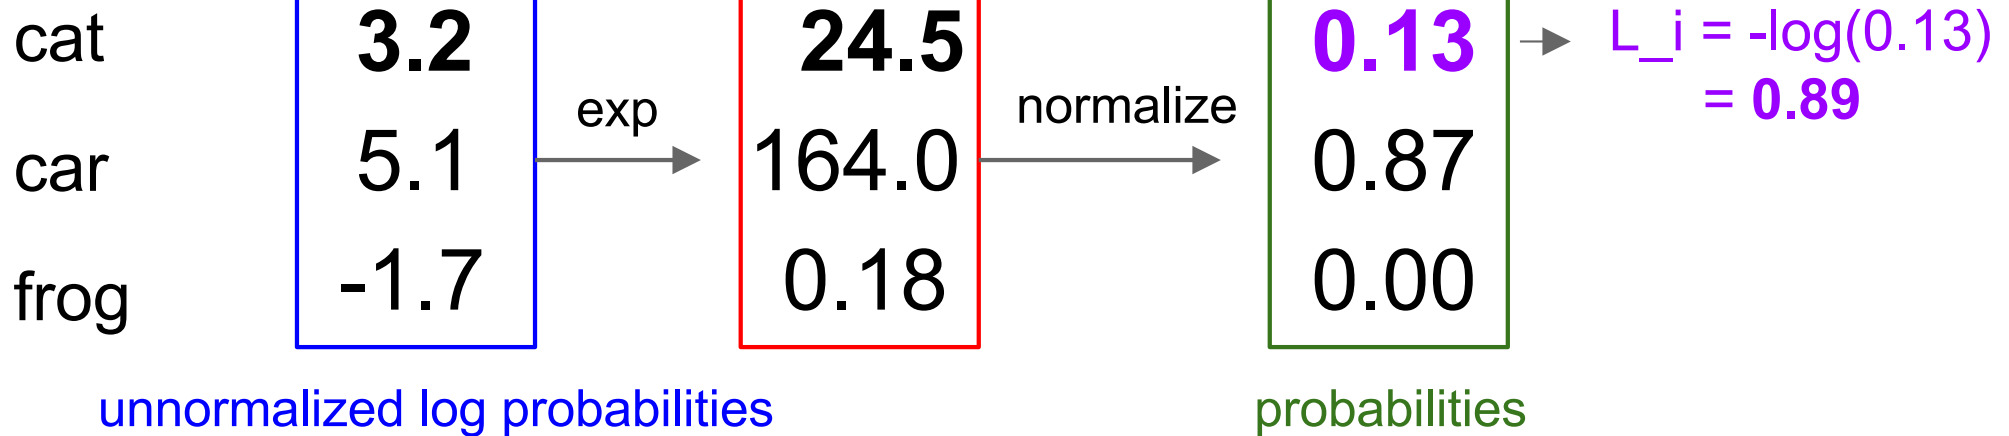 cat 3.2 24.5 0.13 L_i = -log(0.13)
exp normalize = 0.89
car 5.1 164.0 0.87
frog -1.7 0.18 0.00
unnormalized log probabilities probabilities